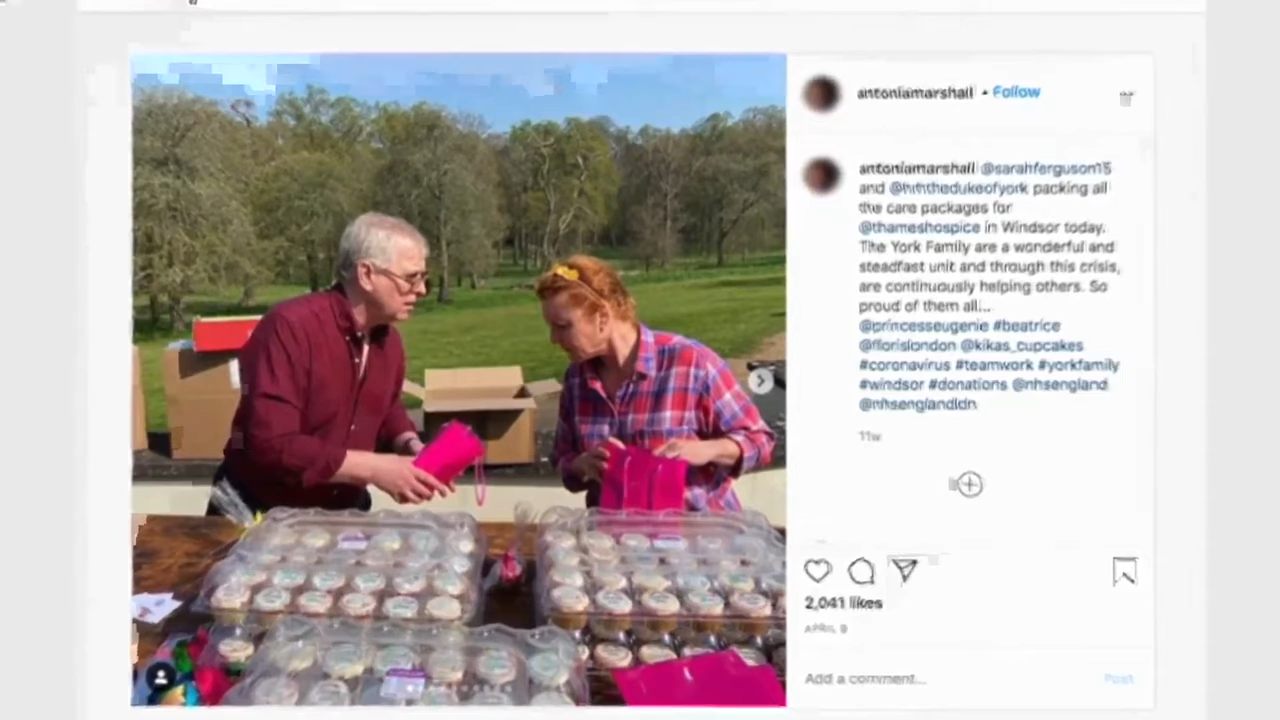 antoniamarshall • Follow
antoniamarshall @sarahferguson15
and @hrhthedukeofyork packing all
the care packages for
@thameshospice in Windsor today.
The York Family are a wonderful and
steadfast unit and through this crisis,
are continuously helping others. So
proud of them all...
@princesseugenie #beatrice
@florislondon @kikas_cupcakes
#coronavirus #teamwork #yorkfamily
#windsor #donations @nhsengland
@nhsenglandldn
11w
2,041 likes
APRIL 9
Add a comment...
Post